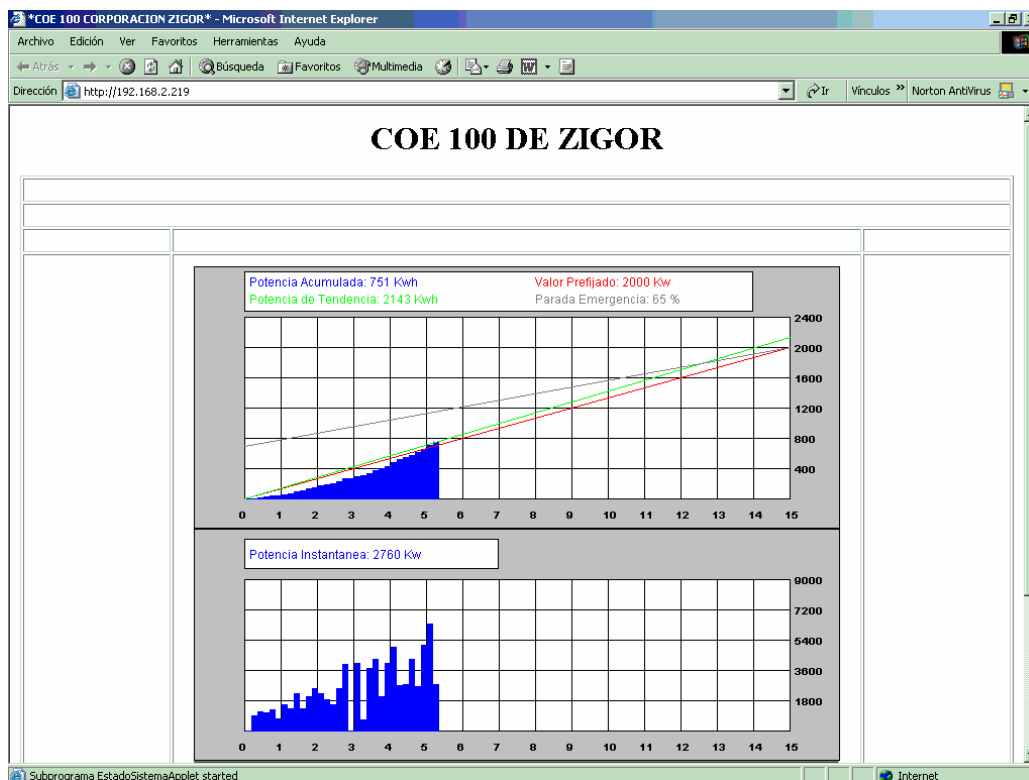 *COE 100 CORPORACION ZIGOR* - Microsoft Internet Explorer
Archivo Edición Ver Favoritos Herramientas Ayuda
Atrás Búsqueda Favoritos Multimedia
Dirección http://192.168.2.219 Ir Vínculos » Norton AntiVirus
COE 100 DE ZIGOR
Potencia Acumulada: 751 Kwh Valor Prefijado: 2000 Kw
Potencia de Tendencia: 2143 Kwh Parada Emergencia: 65 %
2400
2000
1600
1200
800
400
0 1 2 3 4 5 6 7 8 9 10 11 12 13 14 15
Potencia Instantanea: 2760 Kw
9000
7200
5400
3600
1800
0 1 2 3 4 5 6 7 8 9 10 11 12 13 14 15
Subprograma EstadoSistemaApplet started Internet